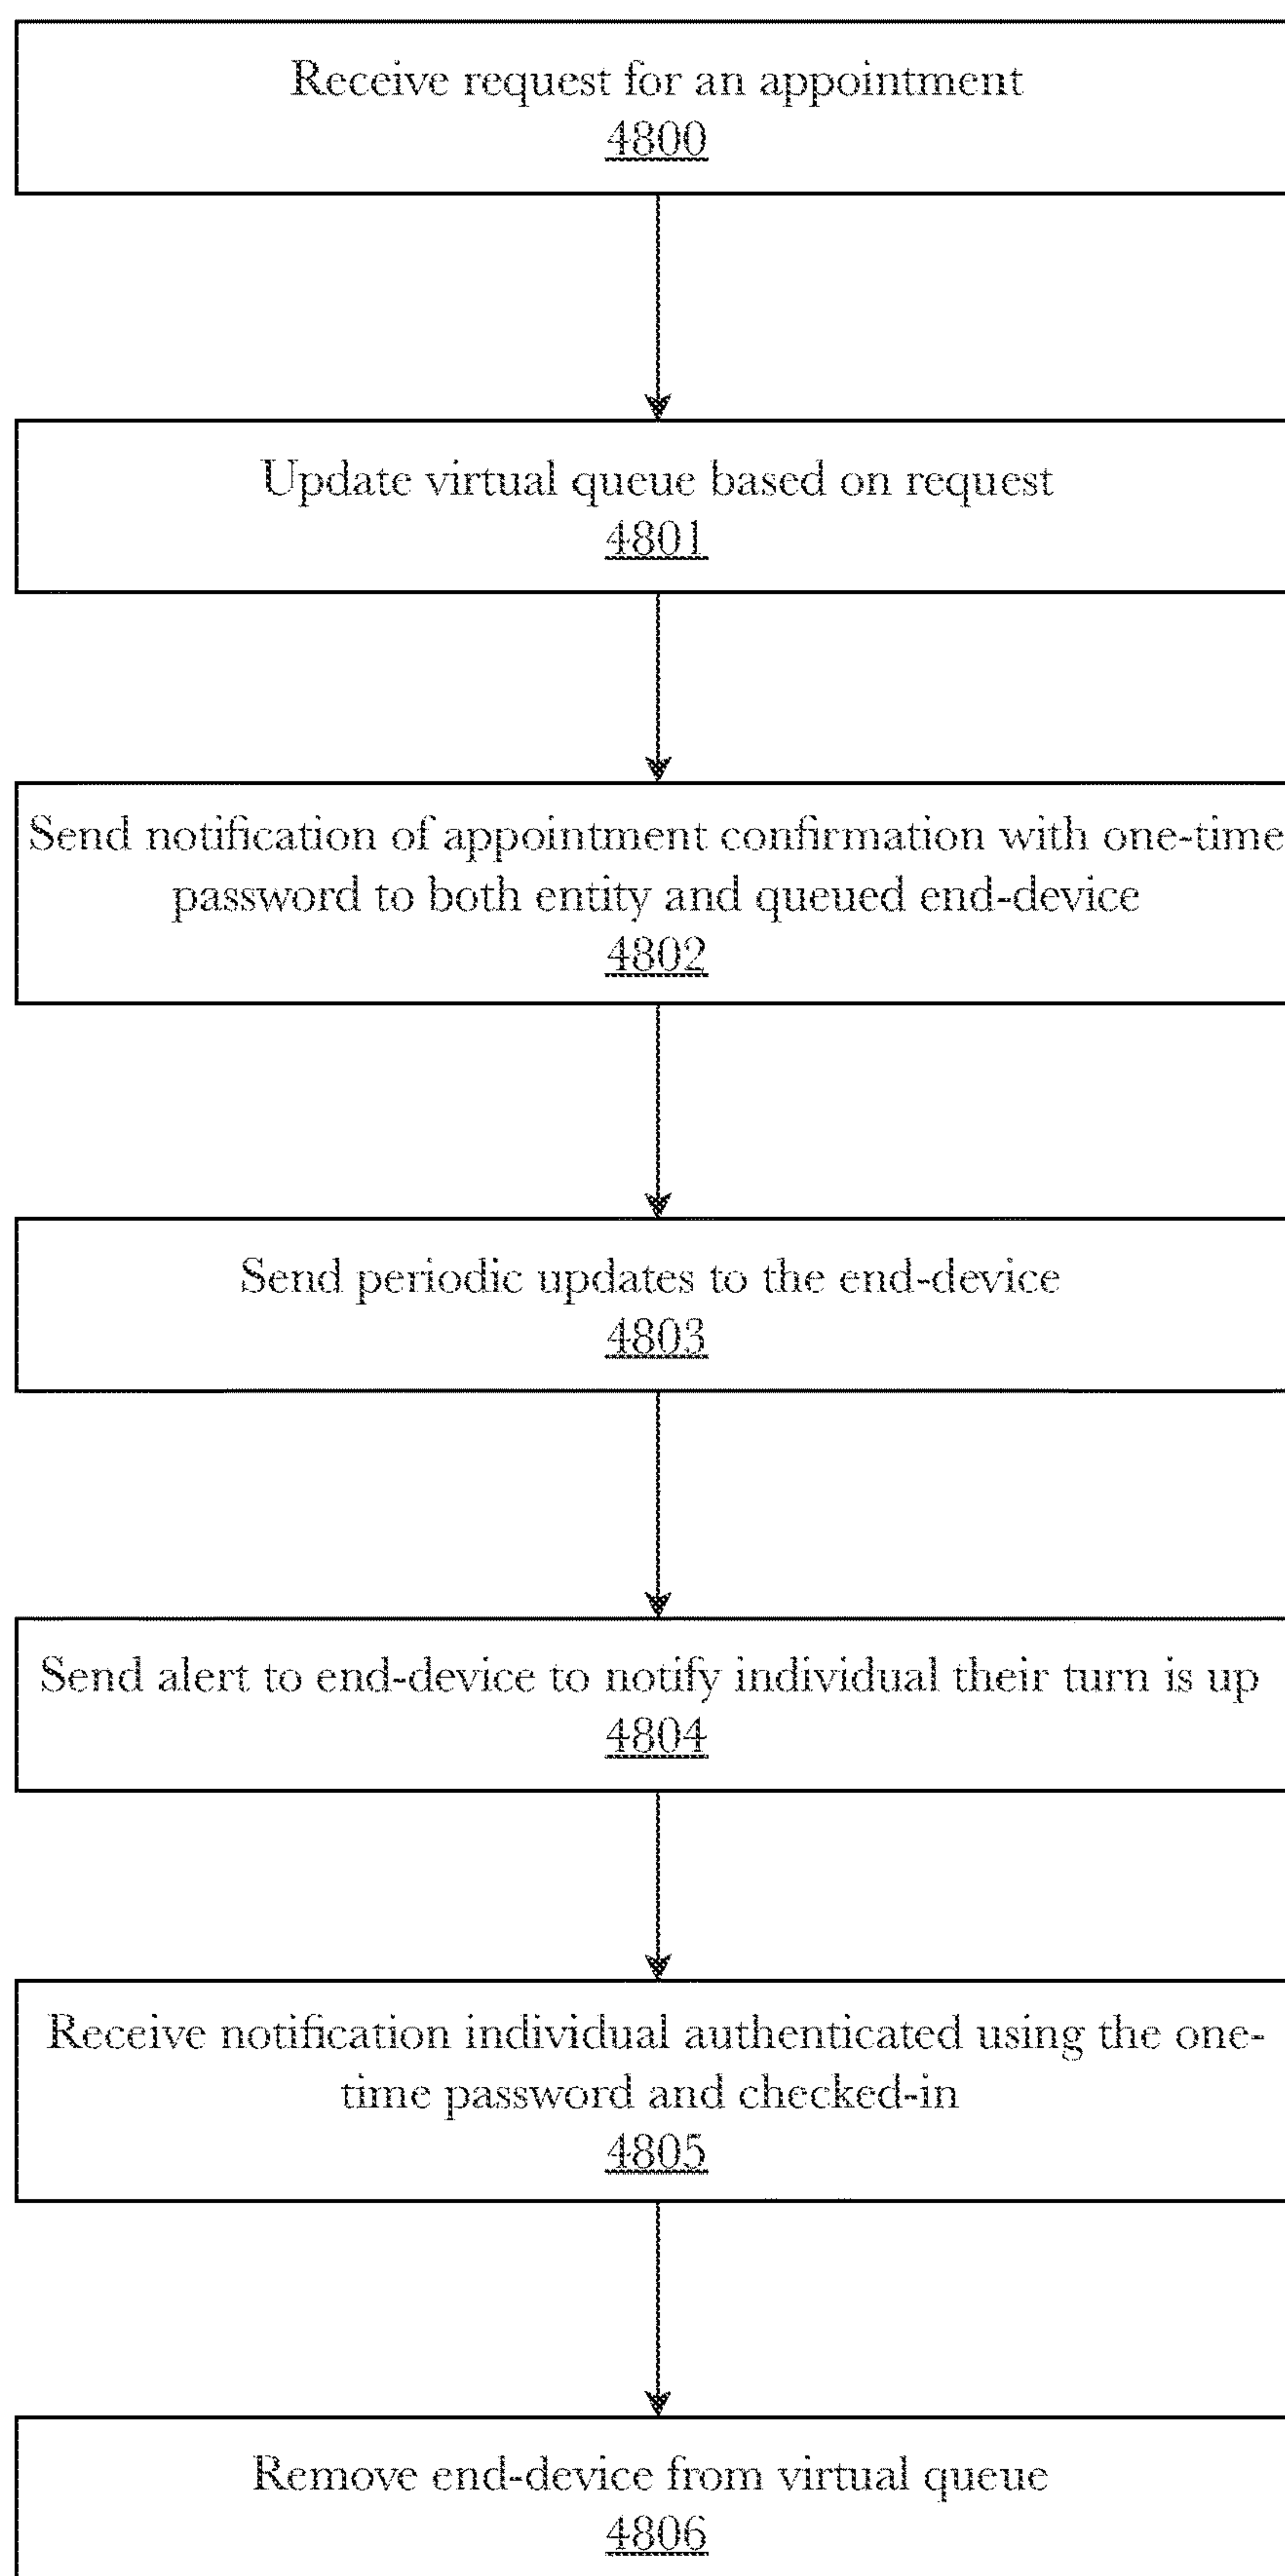 Receive request for an appointment
4800
Update virtual queue based on request
4801
Send notification of appointment confirmation with one-time
password to both entity and queued end-device
4802
Send periodic updates to the end-device
4803
Send alert to end-device to notify individual their turn is up
4804
Receive notification individual authenticated using the one-
time password and checked-in
4805
Remove end-device from virtual queue
4806